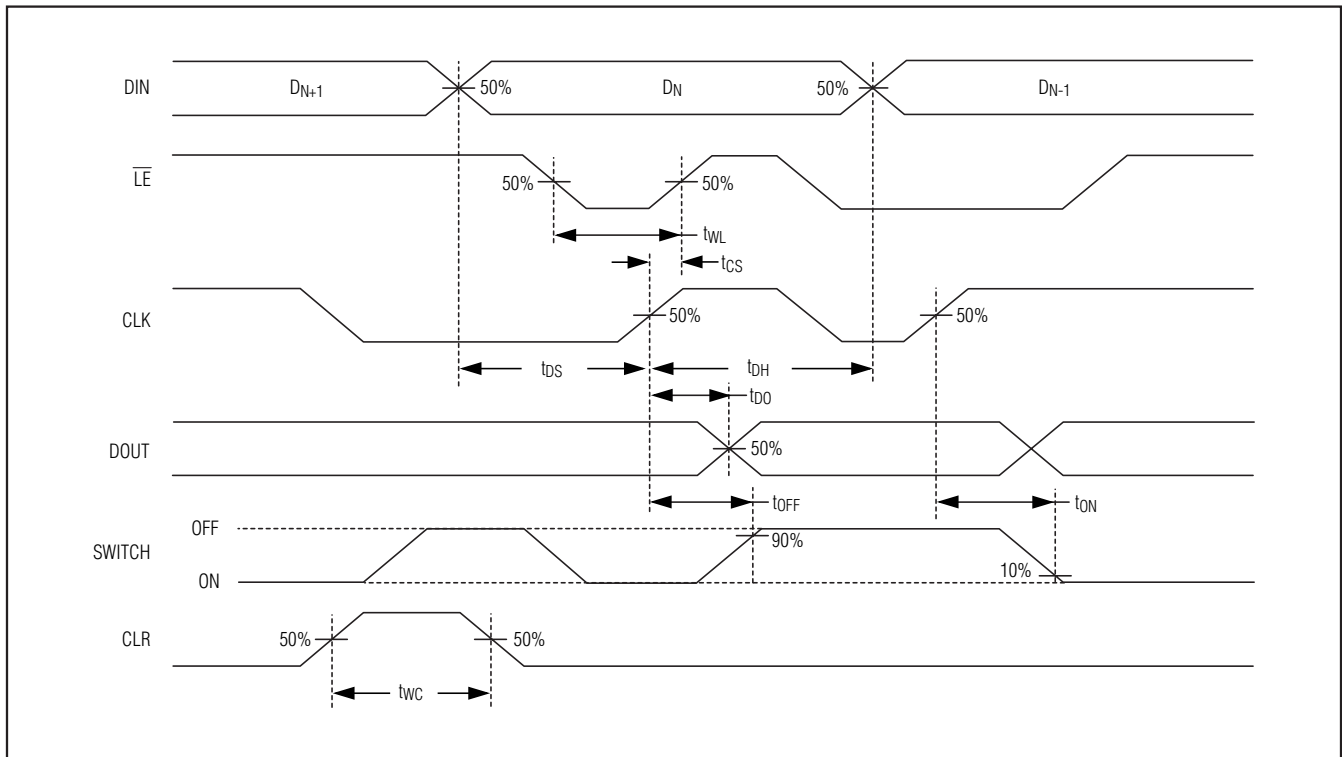 DIN
DN+1
50%
DN
50%
DN-1
LE
50%
50%
tWL
tCS
CLK
50%
50%
tDS
tDH
tDO
DOUT
50%
tOFF
tON
SWITCH
OFF
90%
ON
10%
CLR
50%
50%
tWC